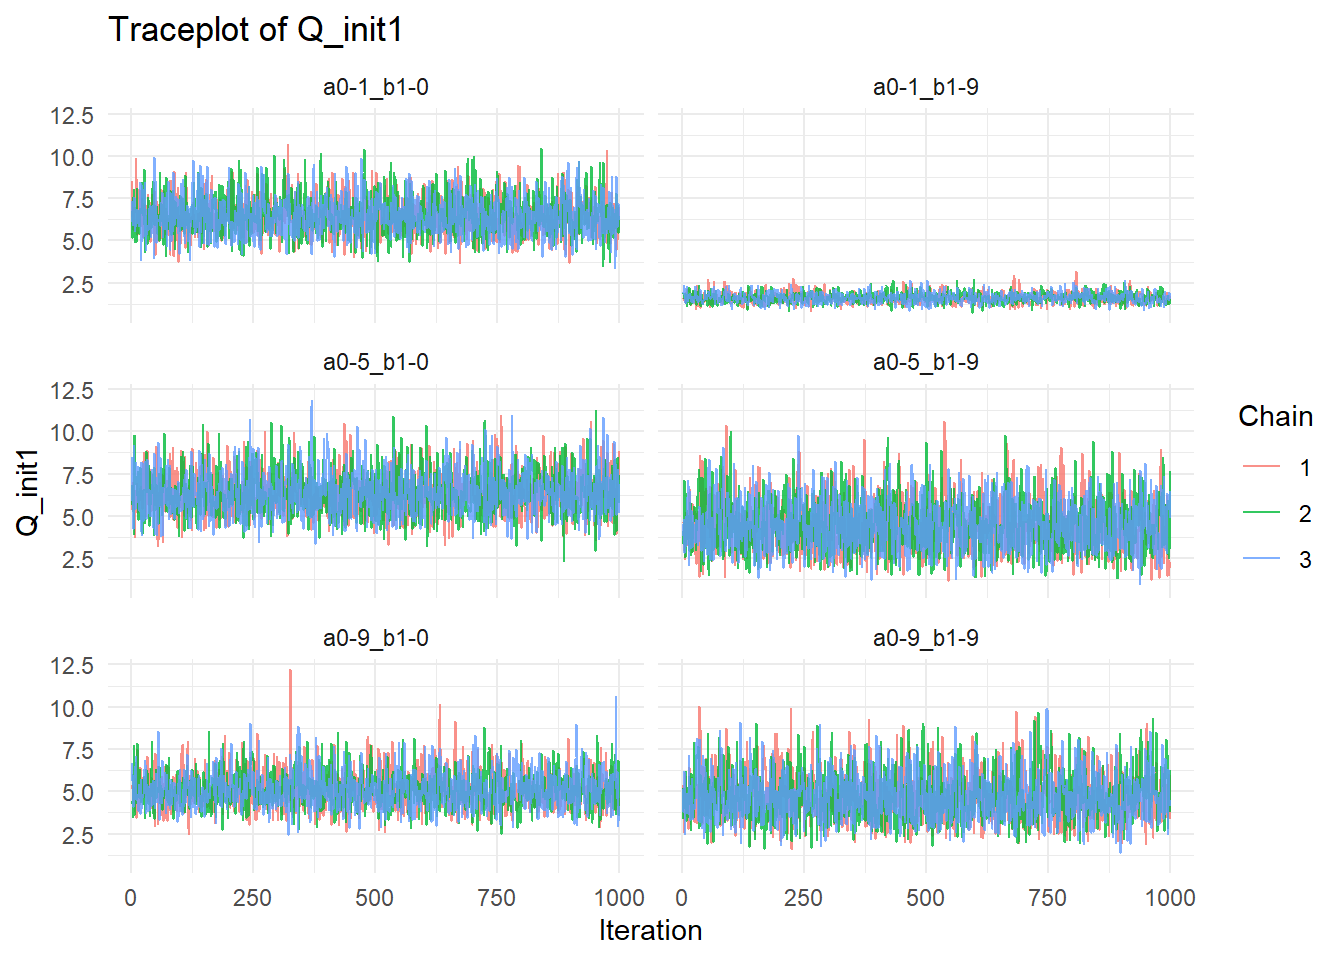 Traceplot of Q_init1
a0-1_b1-0
a0-1_b1-9
12.5
10.0
7.5
5.0
2.5
a0-5_b1-0
a0-5_b1-9
12.5
10.0
7.5
5.0
2.5
Q_init1
a0-9_b1-0
a0-9_b1-9
12.5
10.0
7.5
5.0
2.5
0 250 500 750 1000
0 250 500 750 1000
Iteration
Chain
1
2
3